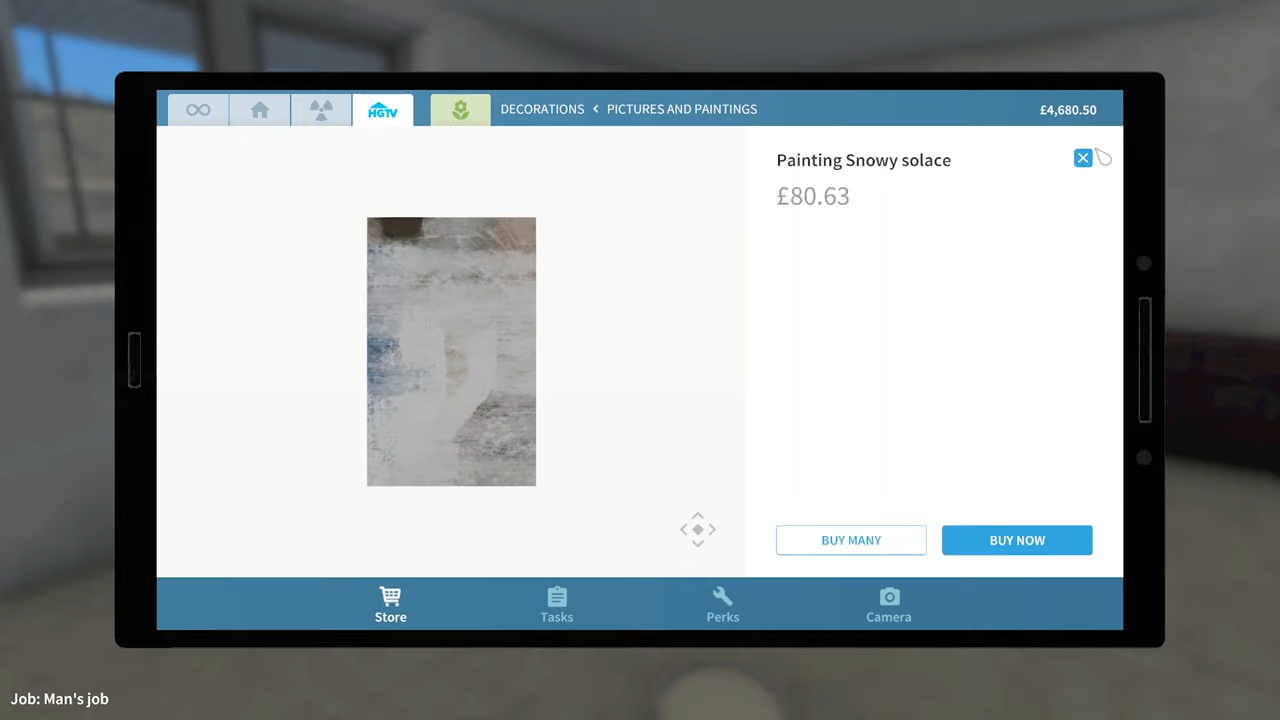 HGTV
DECORATIONS < PICTURES AND PAINTINGS
£4,680.50
Painting Snowy solace
£80.63
BUY MANY
BUY NOW
Store
Tasks
Perks
Camera
Job: Man's job